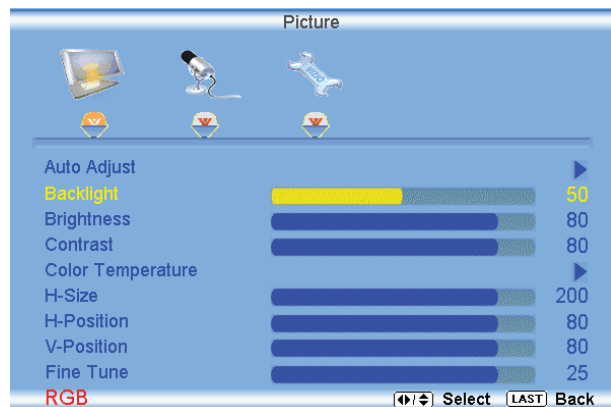 Picture
VIZIO
Auto Adjust
Backlight 50
Brightness 80
Contrast 80
Color Temperature
H-Size 200
H-Position 80
V-Position 80
Fine Tune 25
RGB Select LAST Back